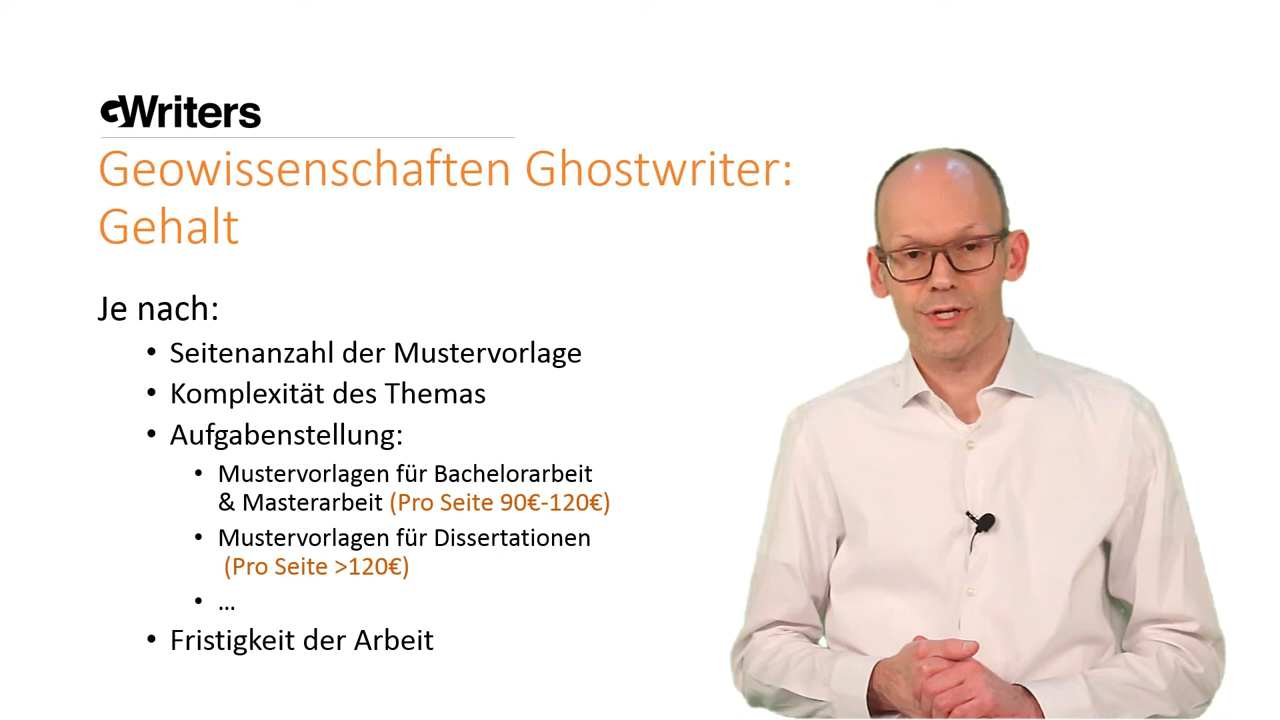 GWriters
Geowissenschaften Ghostwriter:
Gehalt
Je nach:
• Seitenanzahl der Mustervorlage
• Komplexität des Themas
• Aufgabenstellung:
• Mustervorlagen für Bachelorarbeit
& Masterarbeit (Pro Seite 90€-120€)
• Mustervorlagen für Dissertationen
(Pro Seite >120€)
• ...
• Fristigkeit der Arbeit